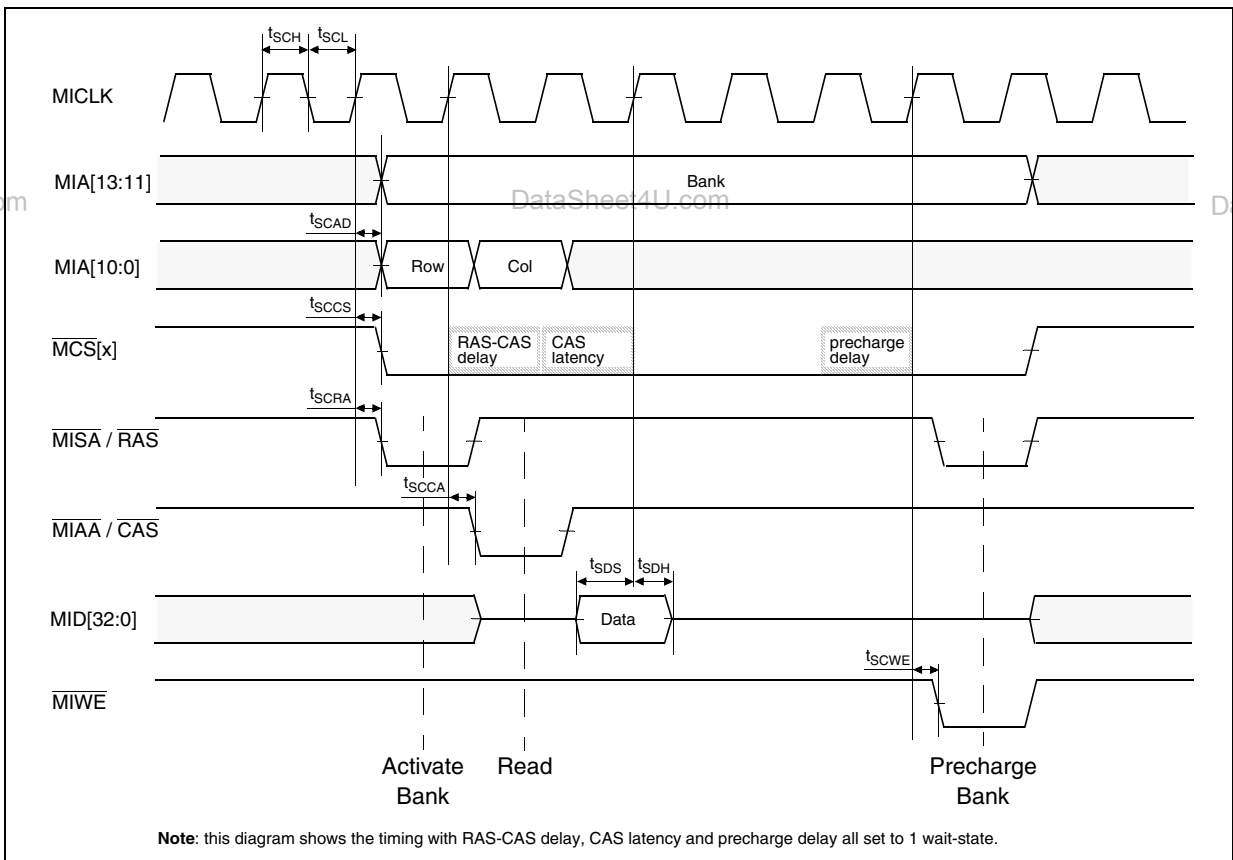 tSCH
tSCL
MICLK
MIA[13:11]
Bank
DataSheet4U.com
om
Da
tSCAD
MIA[10:0]
Row
Col
tSCCS
MCS[x]
RAS-CAS
delay
CAS
latency
precharge
delay
tSCRA
MISA / RAS
tSCCA
MIAA / CAS
tSDS
tSDH
MID[32:0]
Data
tSCWE
MIWE
Activate
Bank
Read
Precharge
Bank
Note: this diagram shows the timing with RAS-CAS delay, CAS latency and precharge delay all set to 1 wait-state.